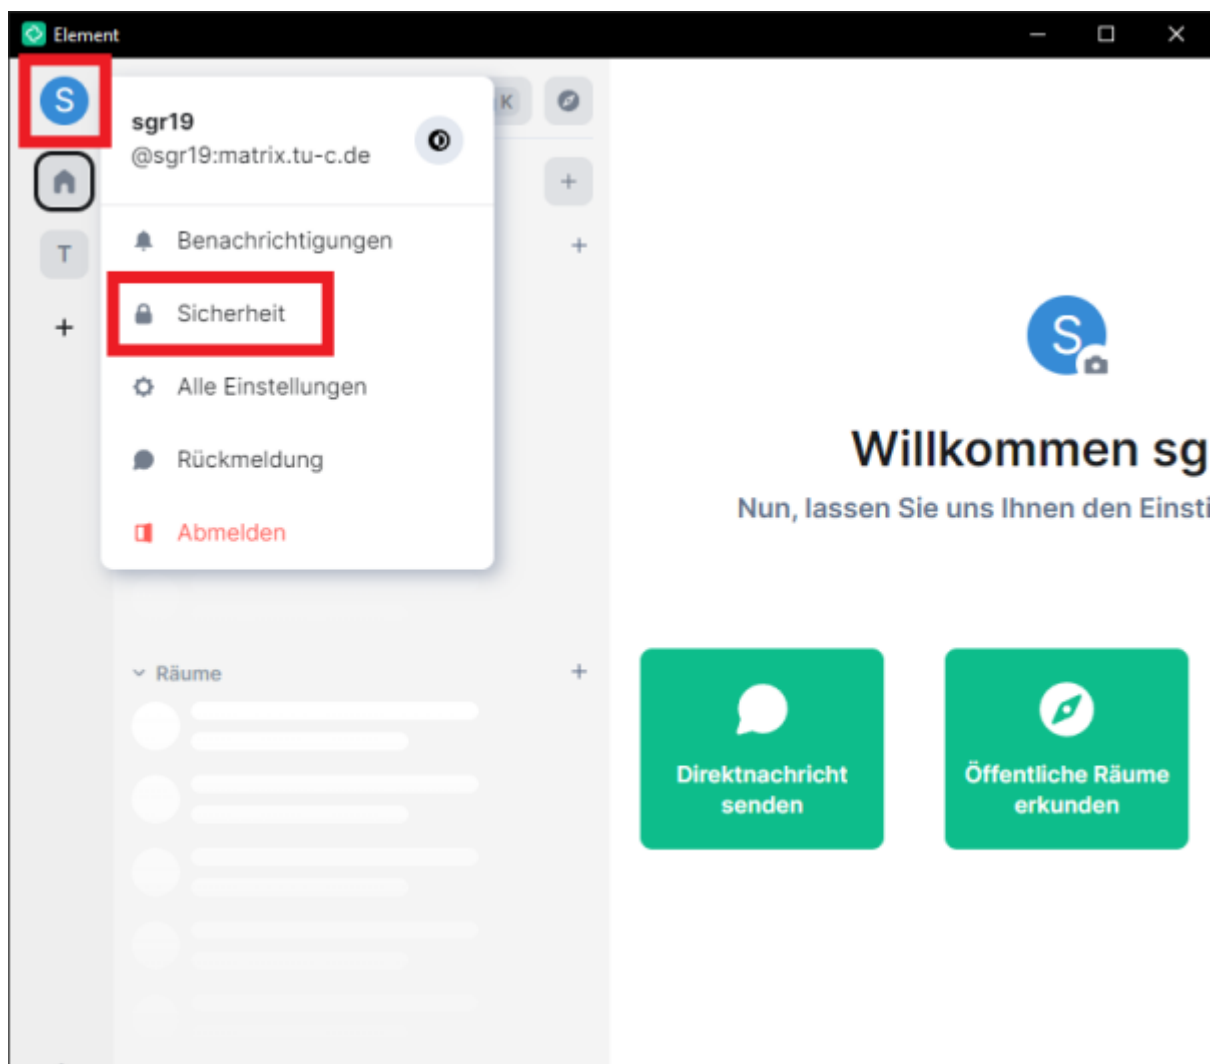 Element
S
K
sgr19
@sgr19:matrix.tu-c.de
T
Benachrichtigungen
Sicherheit
Alle Einstellungen
Rückmeldung
Abmelden
Räume
S
Willkommen sg
Nun, lassen Sie uns Ihnen den Einsti
Direktnachricht
senden
Öffentliche Räume
erkunden